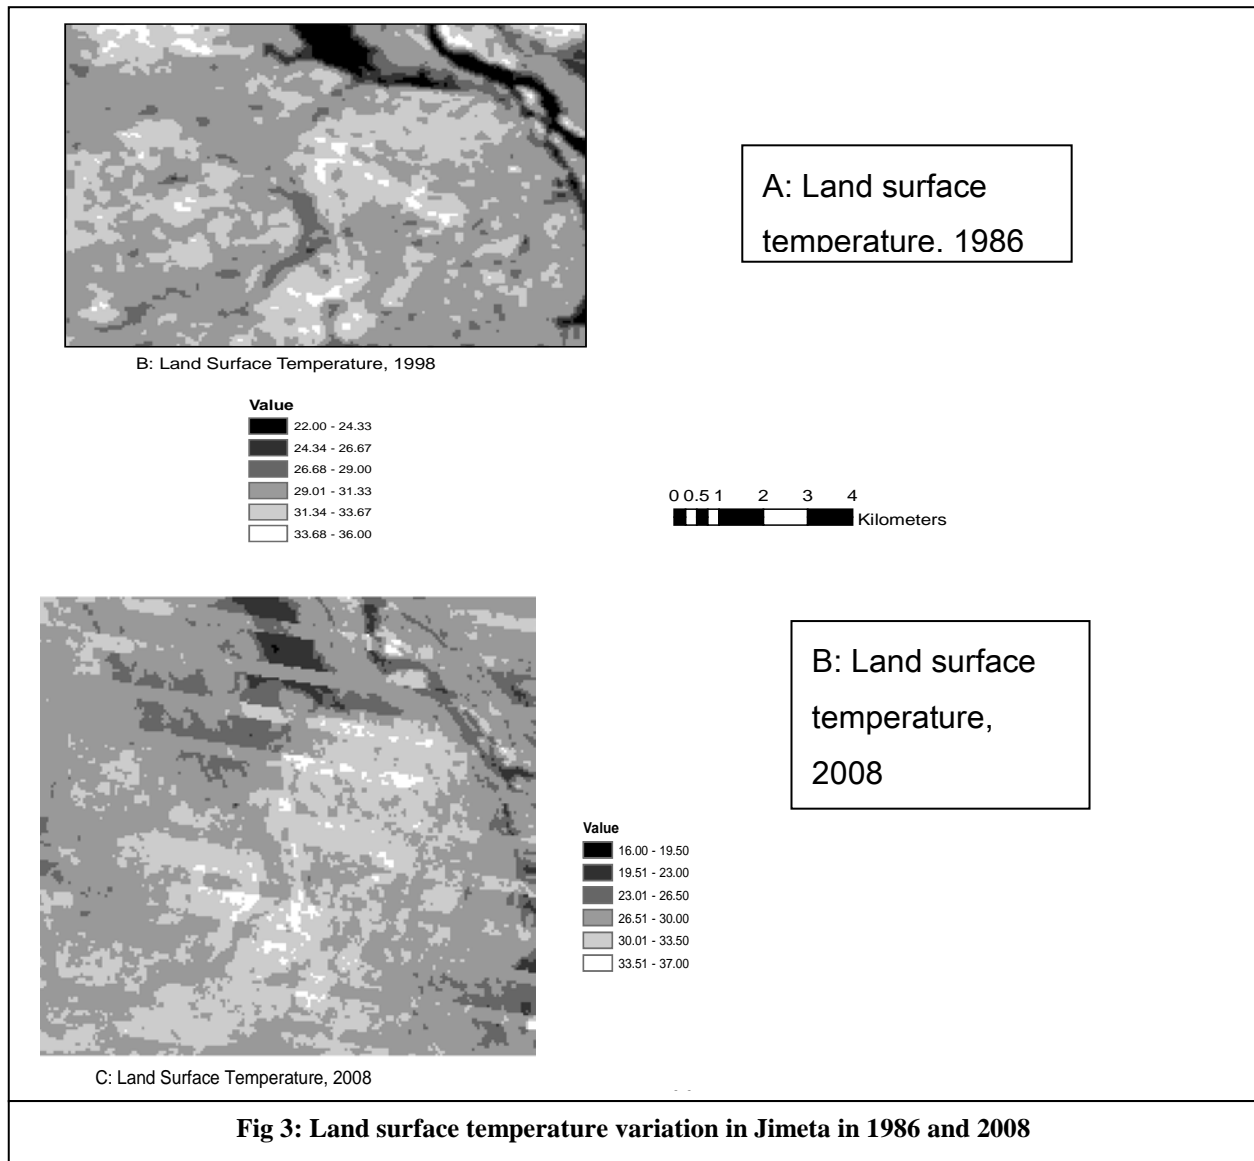 A: Land surface
temperature, 1986
B: Land Surface Temperature, 1998
Value
22.00 - 24.33
24.34 - 26.67
26.68 - 29.00
29.01 - 31.33
31.34 - 33.67
33.68 - 36.00
0 0.5 1 2 3 4
Kilometers
B: Land surface
temperature,
2008
Value
16.00 - 19.50
19.51 - 23.00
23.01 - 26.50
26.51 - 30.00
30.01 - 33.50
33.51 - 37.00
C: Land Surface Temperature, 2008
Fig 3: Land surface temperature variation in Jimeta in 1986 and 2008